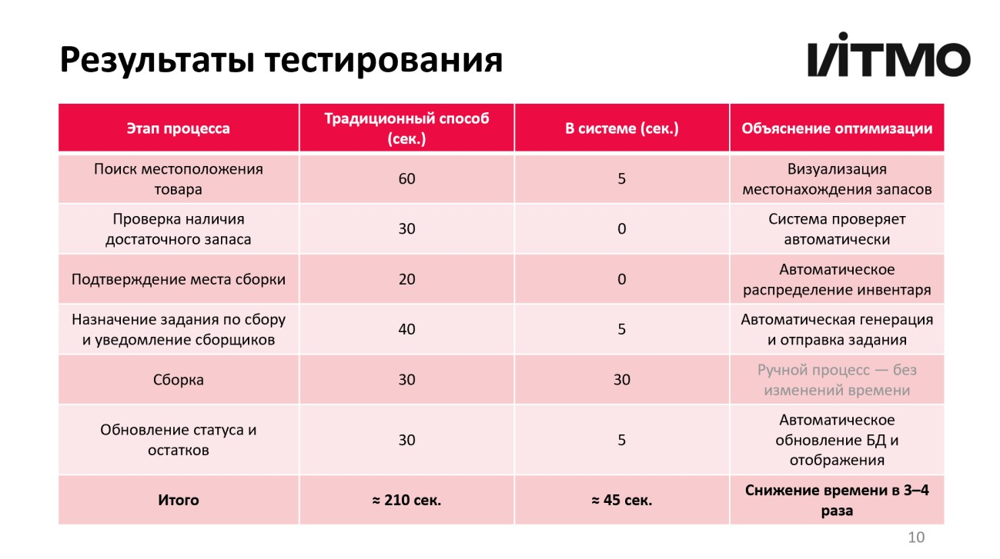 Результаты тестирования
ИТМО
Этап процесса
Традиционный способ
(сек.)
В системе (сек.)
Объяснение оптимизации
Поиск местоположения
товара
60
5
Визуализация
местонахождения запасов
Проверка наличия
достаточного запаса
30
0
Система проверяет
автоматически
Подтверждение места сборки
20
0
Автоматическое
распределение инвентаря
Назначение задания по сбору
и уведомление сборщиков
40
5
Автоматическая генерация
и отправка задания
Сборка
30
30
Ручной процесс — без
изменений времени
Обновление статуса и
остатков
30
5
Автоматическое
обновление БД и
отображения
Итого
≈ 210 сек.
≈ 45 сек.
Снижение времени в 3–4
раза
10